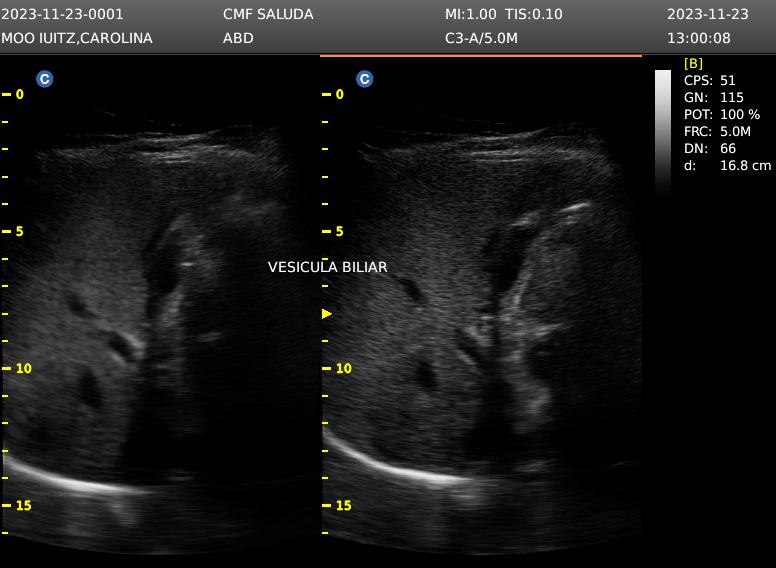 2023-11-23-0001 CMF SALUDA MI:1.00 TIS:0.10 2023-11-23
MOO IUITZ,CAROLINA ABD C3-A/5.0M 13:00:08
[B]
CPS: 51
GN: 115
POT: 100 %
FRC: 5.0M
DN: 66
d: 16.8 cm
C
C
0
0
5
5
VESICULA BILIAR
10
10
15
15